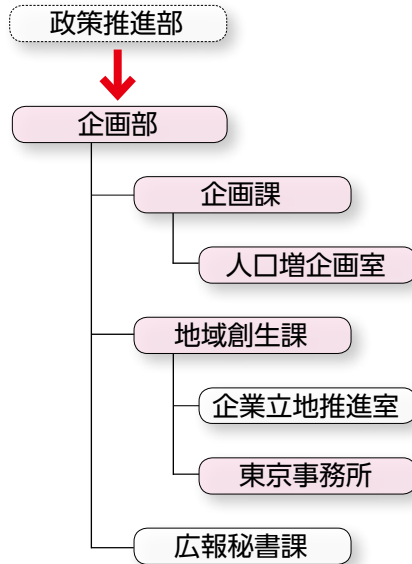 政策推進部
企画部
企画課
人口増企画室
地域創生課
企業立地推進室
東京事務所
広報秘書課